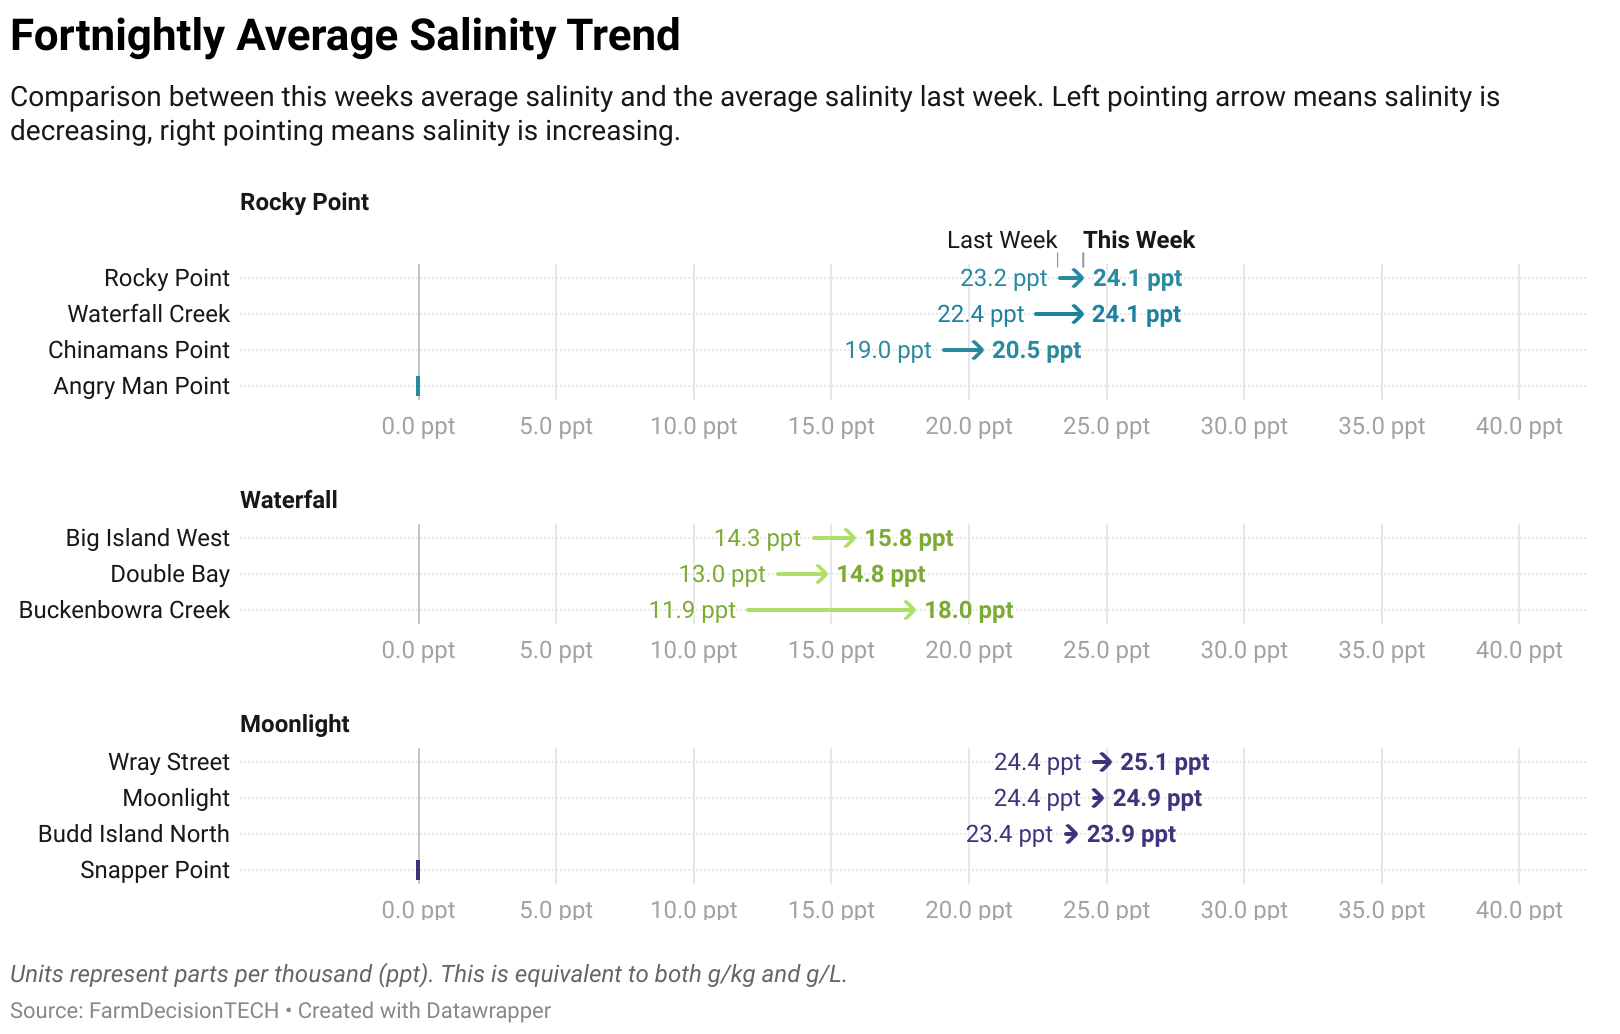 Fortnightly Average Salinity Trend
Comparison between this weeks average salinity and the average salinity last week. Left pointing arrow means salinity is
decreasing, right pointing means salinity is increasing.
Rocky Point
Last Week This Week
Rocky Point 23.2 ppt 24.1 ppt
Waterfall Creek 22.4 ppt 24.1 ppt
Chinamans Point 19.0 ppt 20.5 ppt
Angry Man Point
0.0 ppt 5.0 ppt 10.0 ppt 15.0 ppt 20.0 ppt 25.0 ppt 30.0 ppt 35.0 ppt 40.0 ppt
Waterfall
Big Island West 14.3 ppt 15.8 ppt
Double Bay 13.0 ppt 14.8 ppt
Buckenbowra Creek 11.9 ppt 18.0 ppt
0.0 ppt 5.0 ppt 10.0 ppt 15.0 ppt 20.0 ppt 25.0 ppt 30.0 ppt 35.0 ppt 40.0 ppt
Moonlight
Wray Street 24.4 ppt 25.1 ppt
Moonlight 24.4 ppt 24.9 ppt
Budd Island North 23.4 ppt 23.9 ppt
Snapper Point
0.0 ppt 5.0 ppt 10.0 ppt 15.0 ppt 20.0 ppt 25.0 ppt 30.0 ppt 35.0 ppt 40.0 ppt
Units represent parts per thousand (ppt). This is equivalent to both g/kg and g/L.
Source: FarmDecisionTECH • Created with Datawrapper